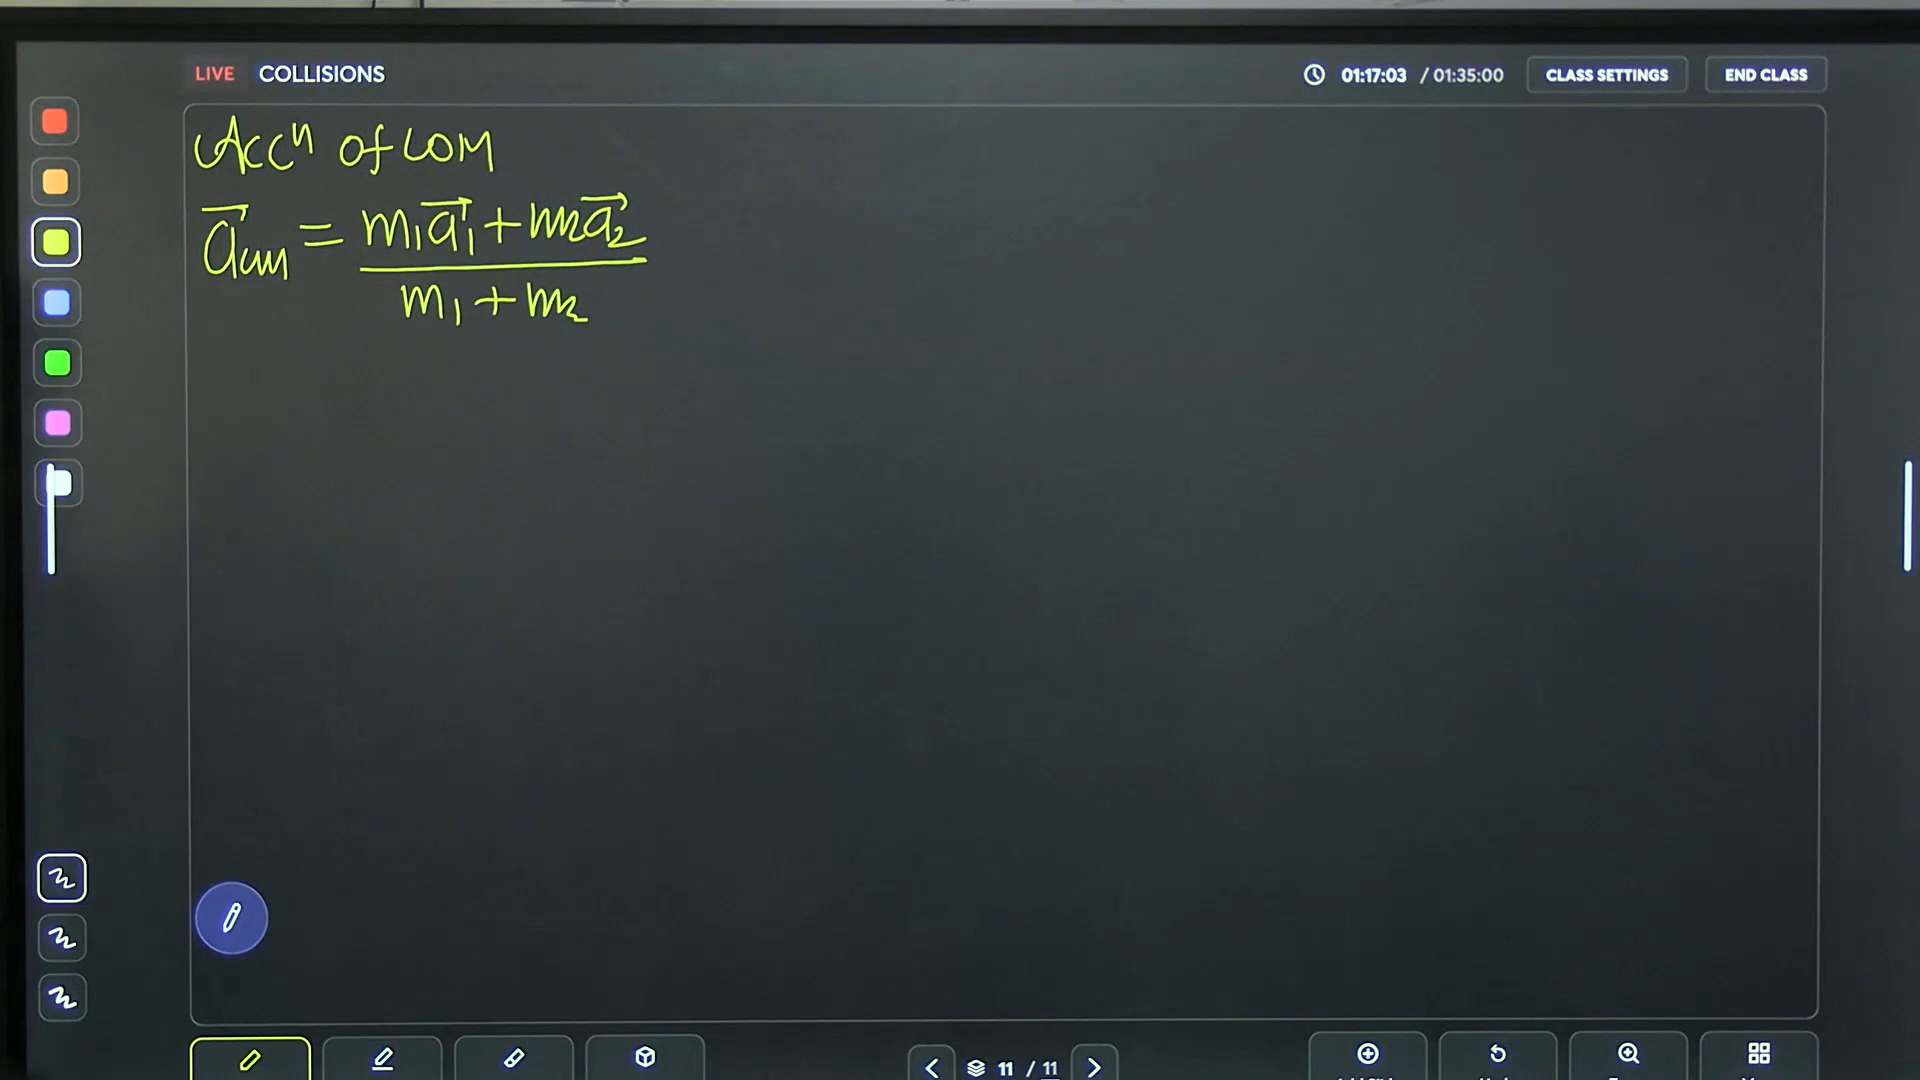 LIVE COLLISIONS
01:17:03 / 01:35:00 CLASS SETTINGS END CLASS
Accⁿ of COM
a⃗cm = m₁a⃗₁ + m₂a⃗₂
m₁ + m₂
11 / 11